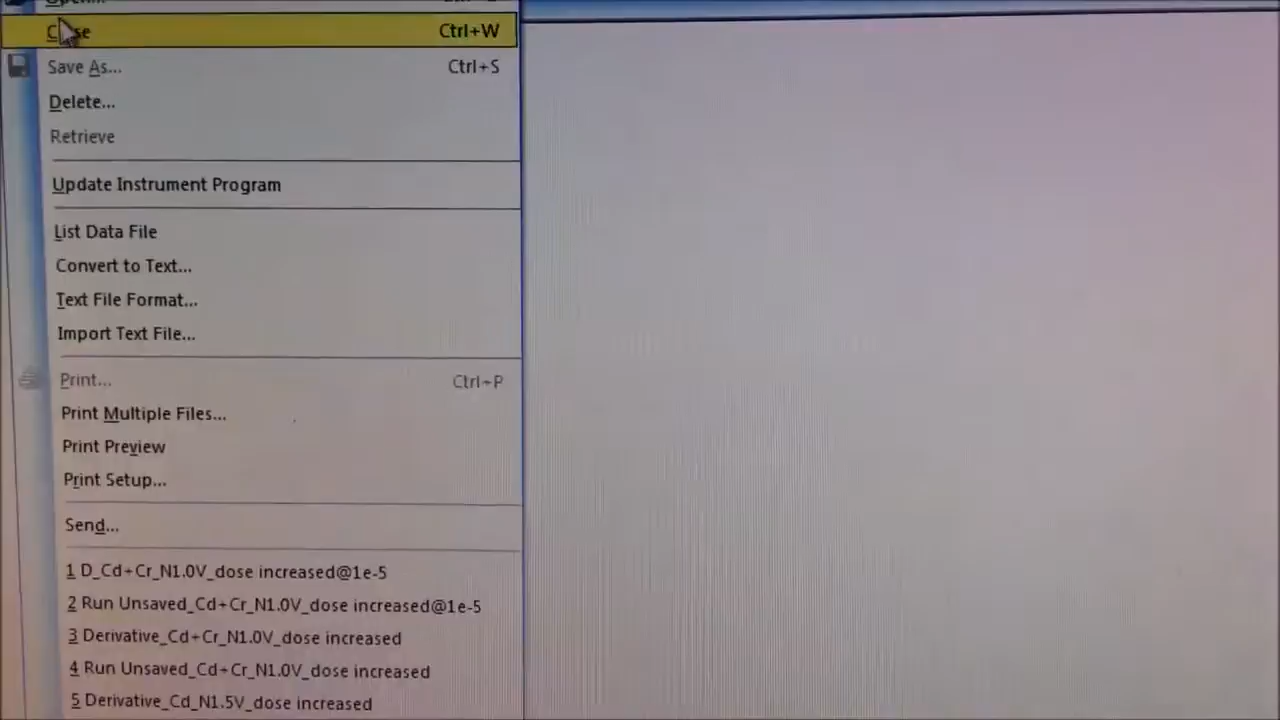 Open...
Close Ctrl+W
Save As... Ctrl+S
Delete...
Retrieve
Update Instrument Program
List Data File
Convert to Text...
Text File Format...
Import Text File...
Print... Ctrl+P
Print Multiple Files...
Print Preview
Print Setup...
Send...
1 D_Cd+Cr_N1.0V_dose increased@1e-5
2 Run Unsaved_Cd+Cr_N1.0V_dose increased@1e-5
3 Derivative_Cd+Cr_N1.0V_dose increased
4 Run Unsaved_Cd+Cr_N1.0V_dose increased
5 Derivative_Cd_N1.5V_dose increased